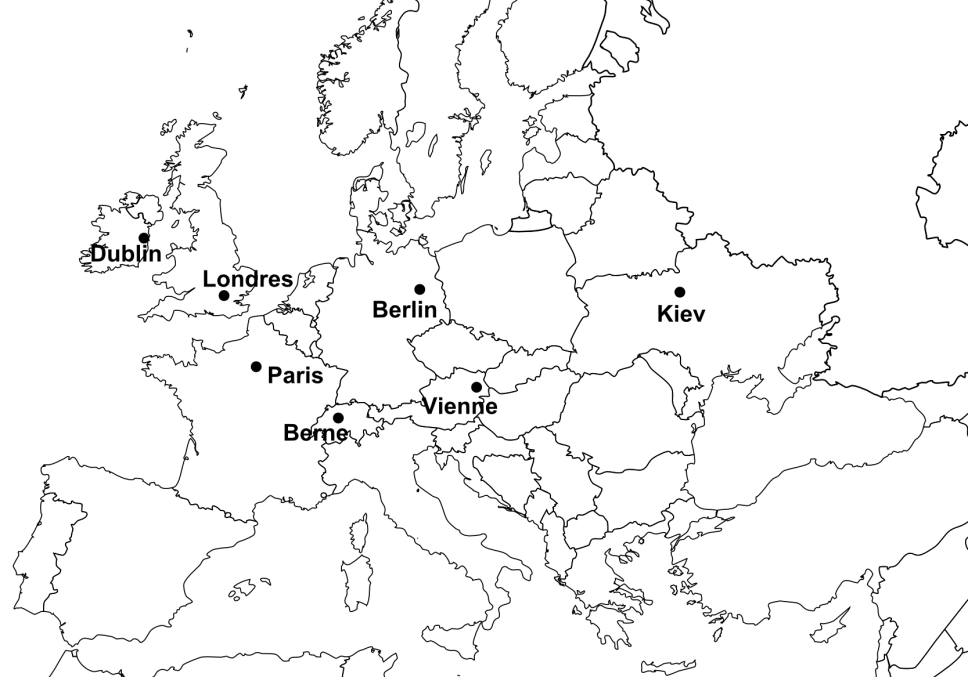 Dublin
Londres
Berlin
Kiev
Paris
Vienne
Berne